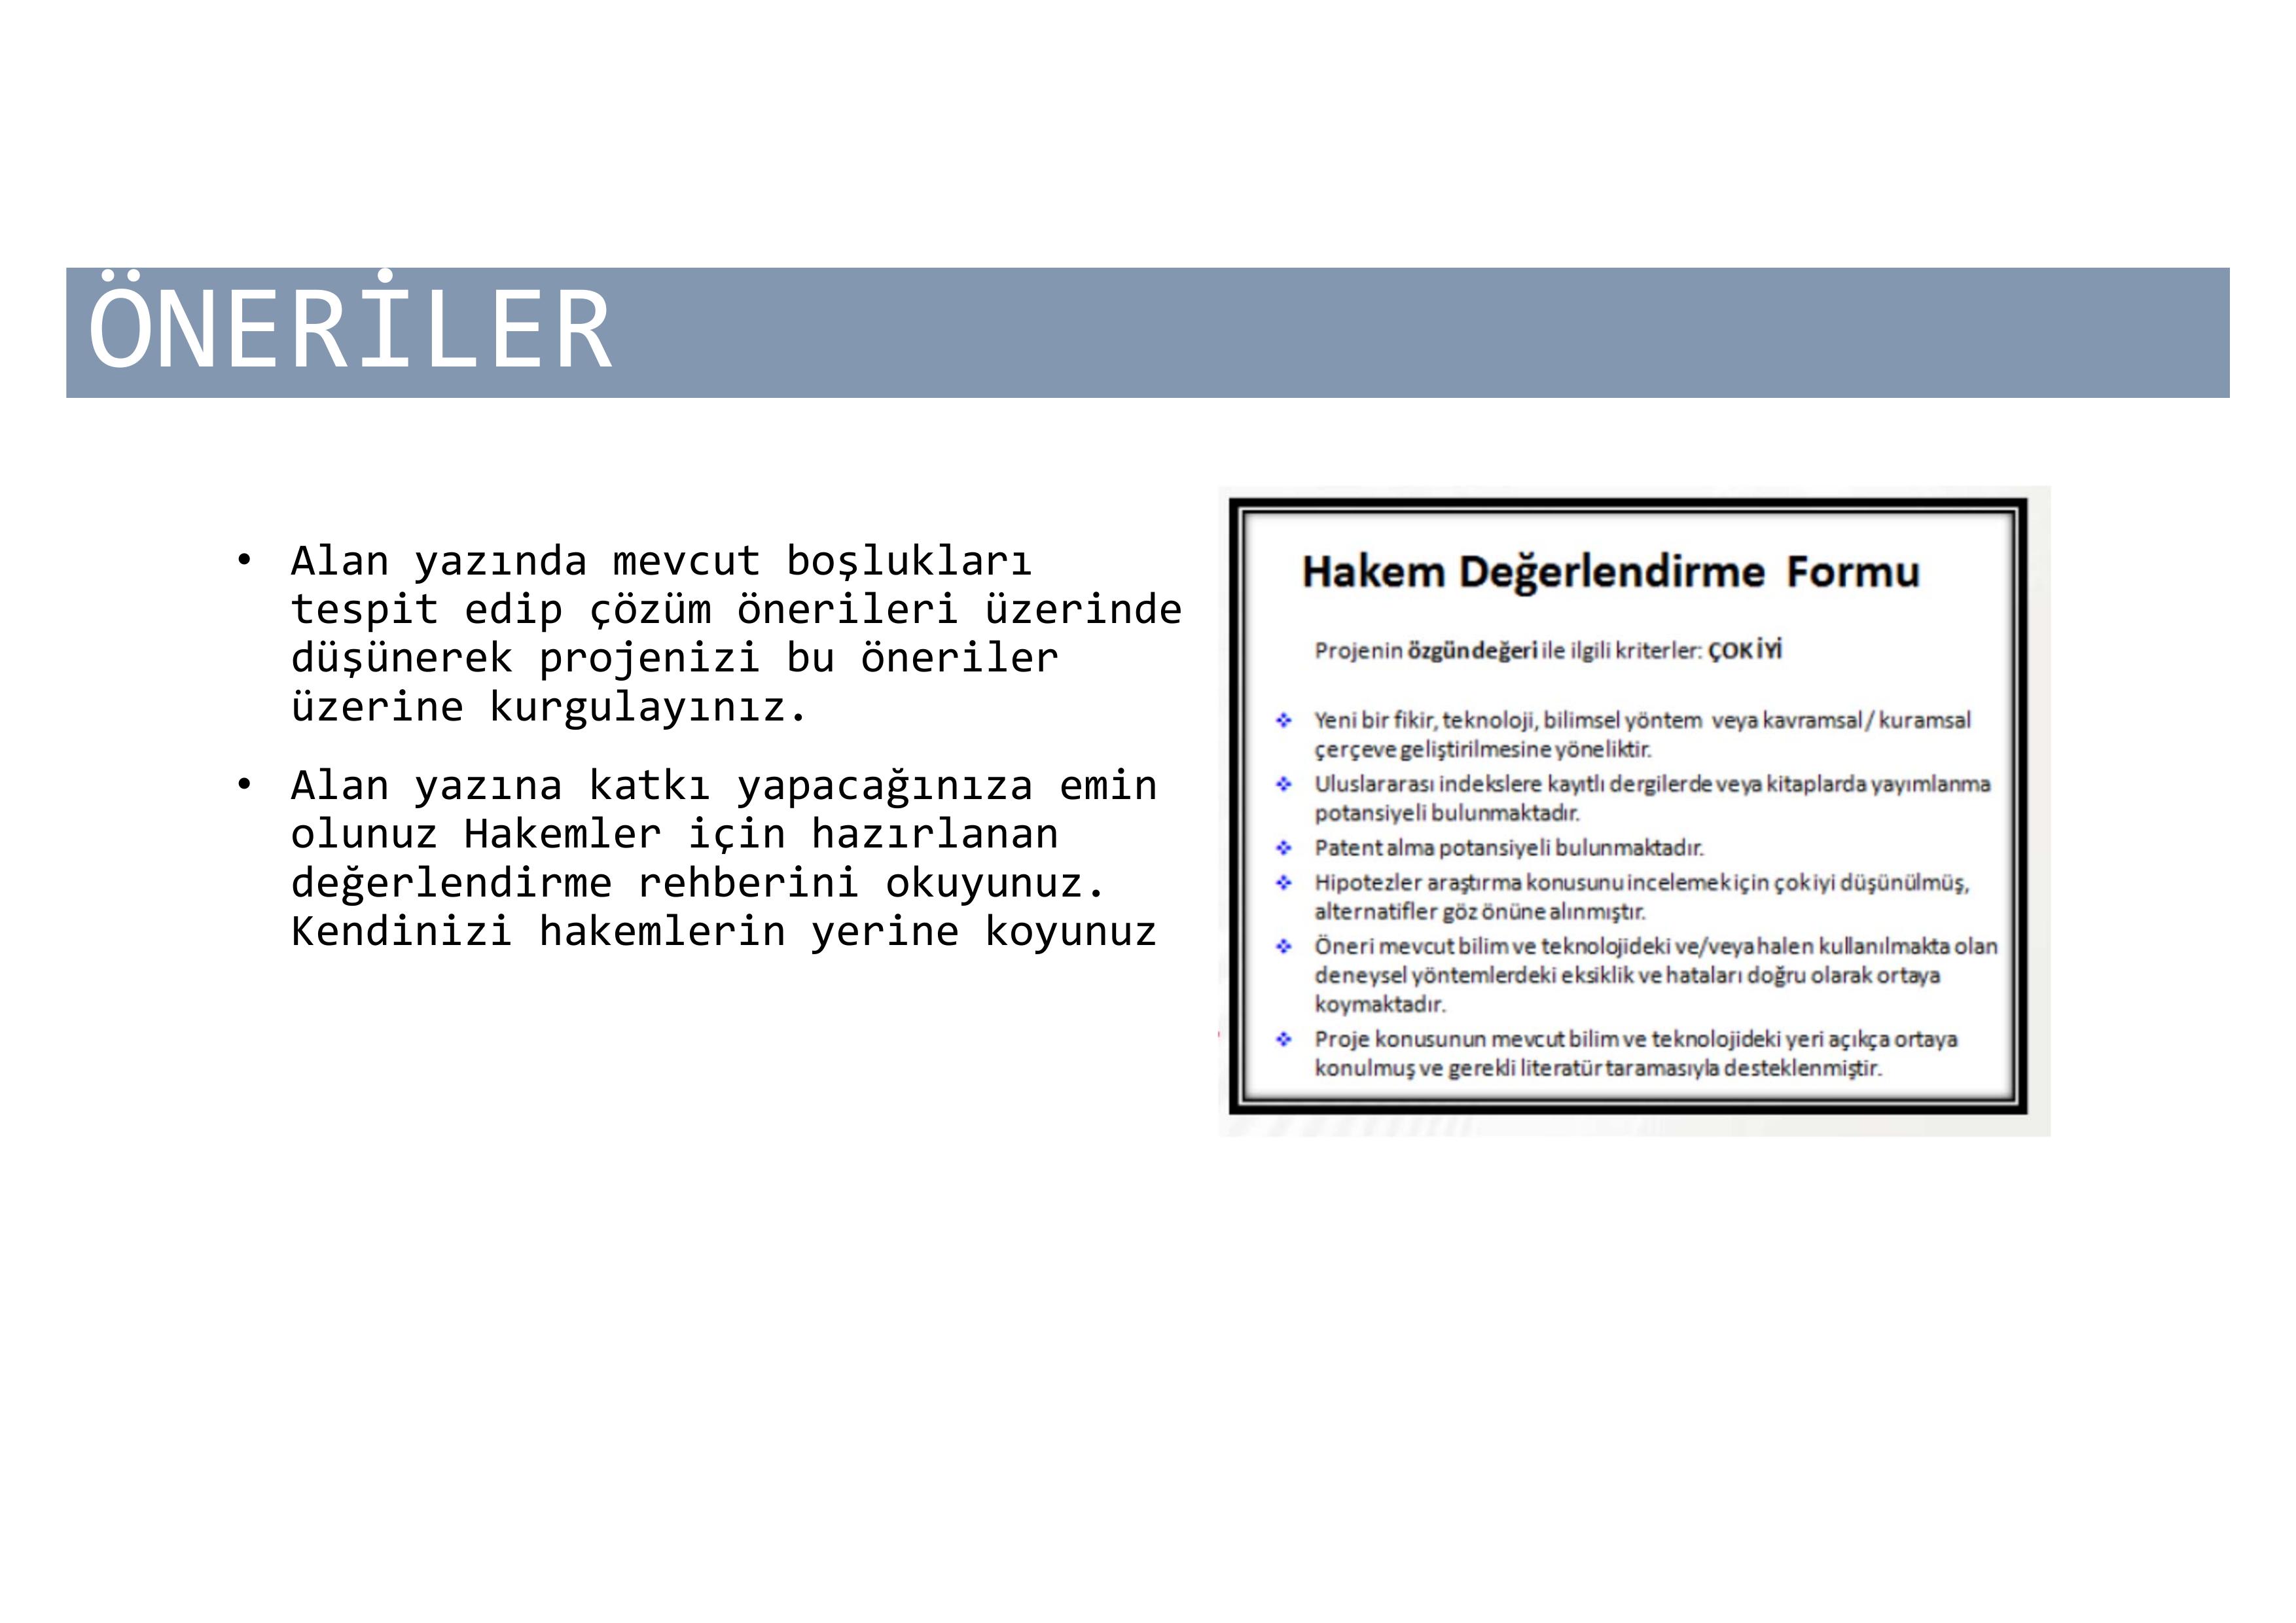 ÖNERİLER
• Alan yazında mevcut boşlukları
tespit edip çözüm önerileri üzerinde
düşünerek projenizi bu öneriler
üzerine kurgulayınız.
• Alan yazına katkı yapacağınıza emin
olunuz Hakemler için hazırlanan
değerlendirme rehberini okuyunuz.
Kendinizi hakemlerin yerine koyunuz
Hakem Değerlendirme Formu
Projenin özgün değeri ile ilgili kriterler: ÇOK İYİ
❖ Yeni bir fikir, teknoloji, bilimsel yöntem veya kavramsal / kuramsal
çerçeve geliştirilmesine yöneliktir.
❖ Uluslararası indekslere kayıtlı dergilerde veya kitaplarda yayımlanma
potansiyeli bulunmaktadır.
❖ Patent alma potansiyeli bulunmaktadır.
❖ Hipotezler araştırma konusunu incelemek için çok iyi düşünülmüş,
alternatifler göz önüne alınmıştır.
❖ Öneri mevcut bilim ve teknolojideki ve/veya halen kullanılmakta olan
deneysel yöntemlerdeki eksiklik ve hataları doğru olarak ortaya
koymaktadır.
❖ Proje konusunun mevcut bilim ve teknolojideki yeri açıkça ortaya
konulmuş ve gerekli literatür taramasıyla desteklenmiştir.